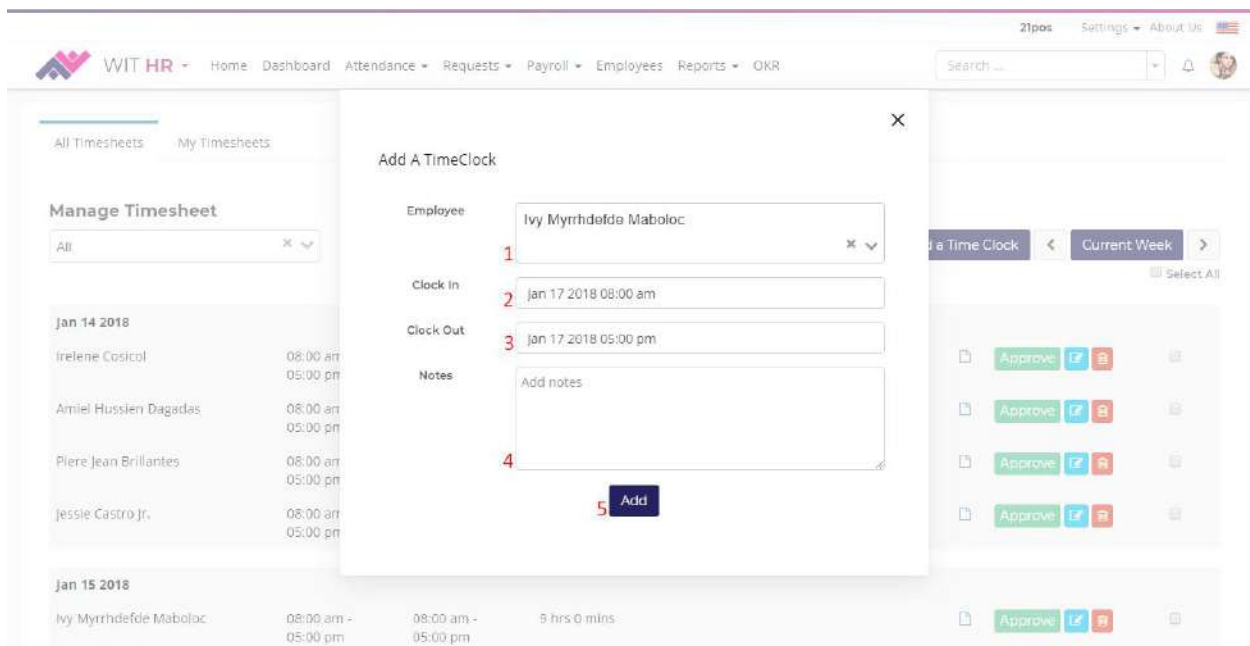 21pos Settings About Us
WIT HR Home Dashboard Attendance Requests Payroll Employees Reports OKR Search ...
All Timesheets My Timesheets
Add A TimeClock
Manage Timesheet
All
Employee
Ivy Myrrhdefde Maboloc
1
a Time Clock Current Week
Select All
Clock In
2 Jan 17 2018 08:00 am
Clock Out
3 Jan 17 2018 05:00 pm
Notes
Add notes
4
5 Add
Jan 14 2018
Irelene Cosicol 08:00 am Approve
05:00 pm
Amiel Hussien Dagadas 08:00 am Approve
05:00 pm
Piere Jean Brillantes 08:00 am Approve
05:00 pm
Jessie Castro Jr. 08:00 am Approve
05:00 pm
Jan 15 2018
Ivy Myrrhdefde Maboloc 08:00 am - 08:00 am - 9 hrs 0 mins Approve
05:00 pm 05:00 pm